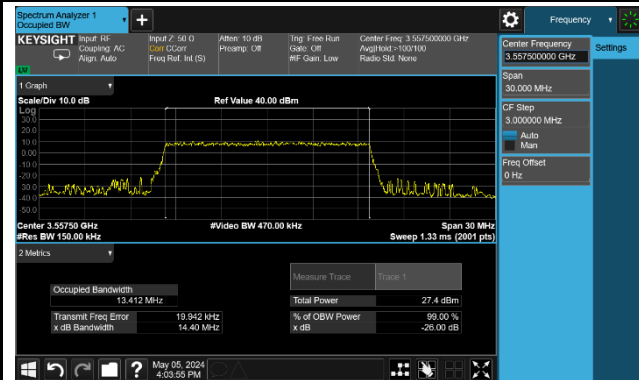 Spectrum Analyzer 1
Occupied BW
+
Frequency
KEYSIGHT
Input: RF
Coupling: AC
Align: Auto
Input Z: 50 Ω
Corr CCorr
Freq Ref: Int (S)
Atten: 10 dB
Preamp: Off
Trig: Free Run
Gate: Off
#IF Gain: Low
Center Freq: 3.557500000 GHz
Avg|Hold:>100/100
Radio Std: None
LXI
Center Frequency
3.557500000 GHz
Settings
Span
30.000 MHz
CF Step
3.000000 MHz
Auto
Man
Freq Offset
0 Hz
1 Graph
Scale/Div 10.0 dB
Ref Value 40.00 dBm
Log
30.0
20.0
10.0
0.00
-10.0
-20.0
-30.0
-40.0
-50.0
Center 3.55750 GHz
#Video BW 470.00 kHz
Span 30 MHz
#Res BW 150.00 kHz
Sweep 1.33 ms (2001 pts)
2 Metrics
Measure Trace
Trace 1
Occupied Bandwidth
13.412 MHz
Total Power
27.4 dBm
Transmit Freq Error
19.942 kHz
% of OBW Power
99.00 %
x dB Bandwidth
14.40 MHz
x dB
-26.00 dB
?
May 05, 2024
4:03:55 PM